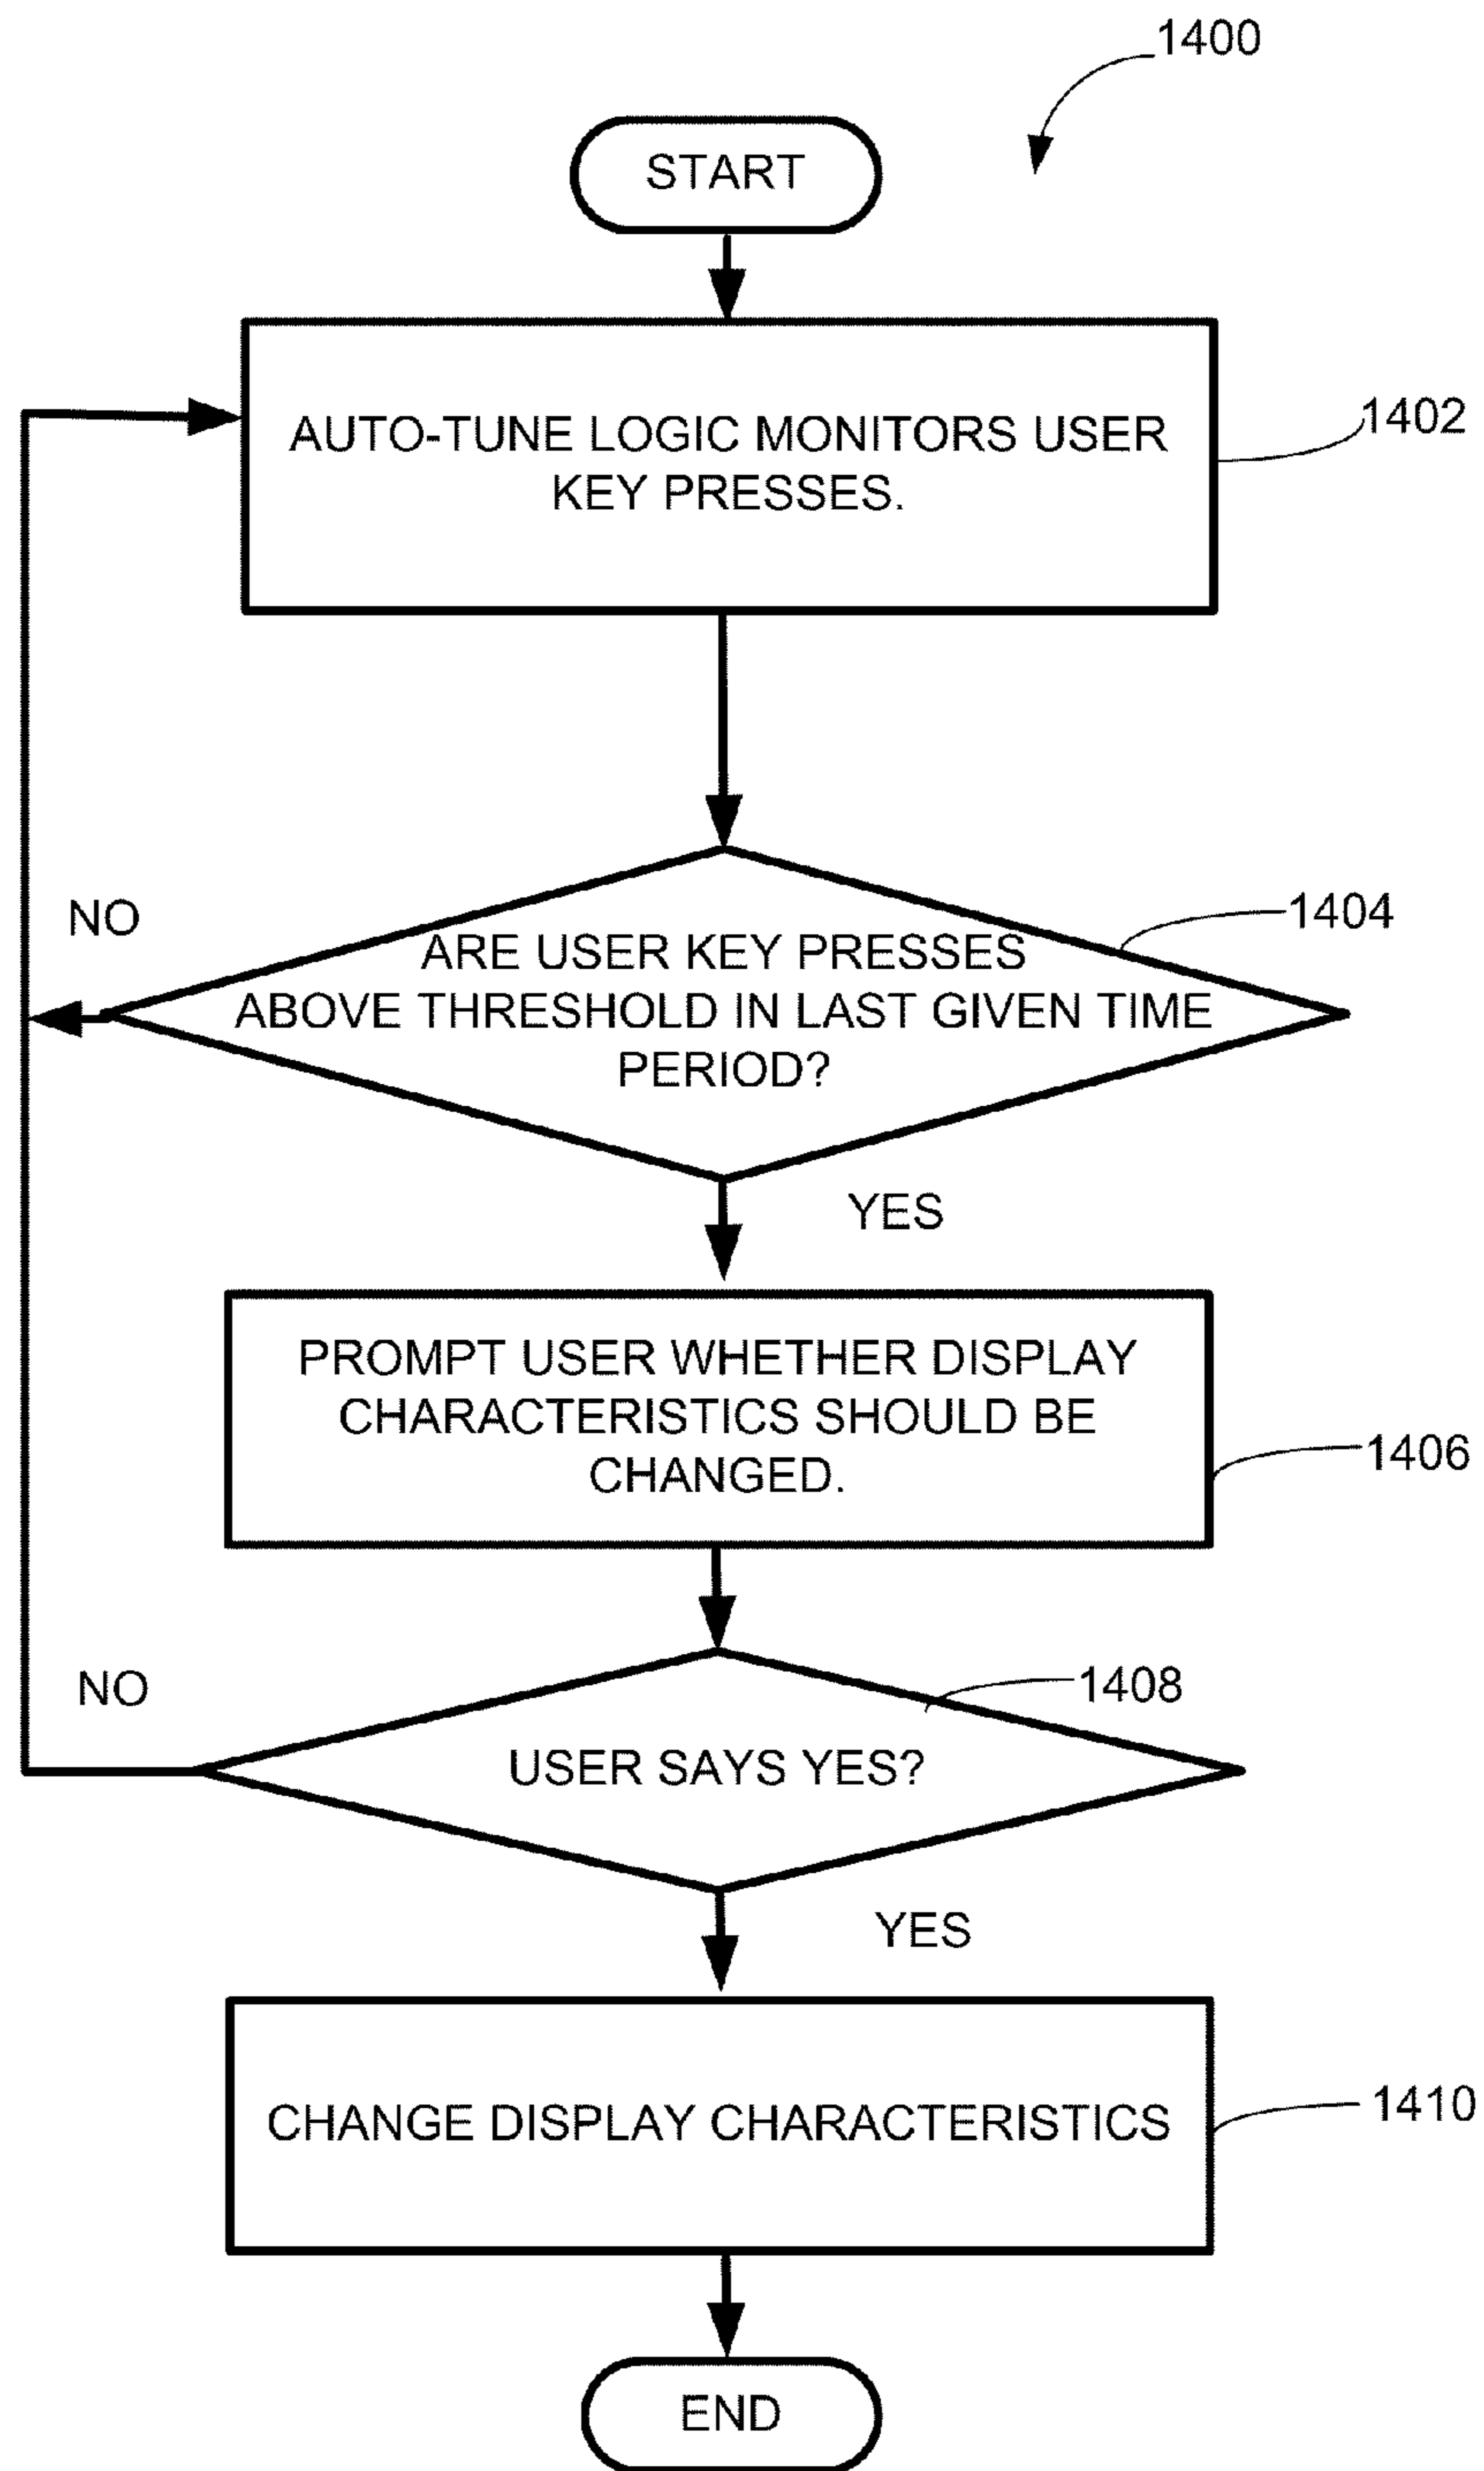 1400
START
AUTO-TUNE LOGIC MONITORS USER
KEY PRESSES.
1402
NO
1404
ARE USER KEY PRESSES
ABOVE THRESHOLD IN LAST GIVEN TIME
PERIOD?
YES
PROMPT USER WHETHER DISPLAY
CHARACTERISTICS SHOULD BE
CHANGED.
1406
NO
1408
USER SAYS YES?
YES
CHANGE DISPLAY CHARACTERISTICS
1410
END